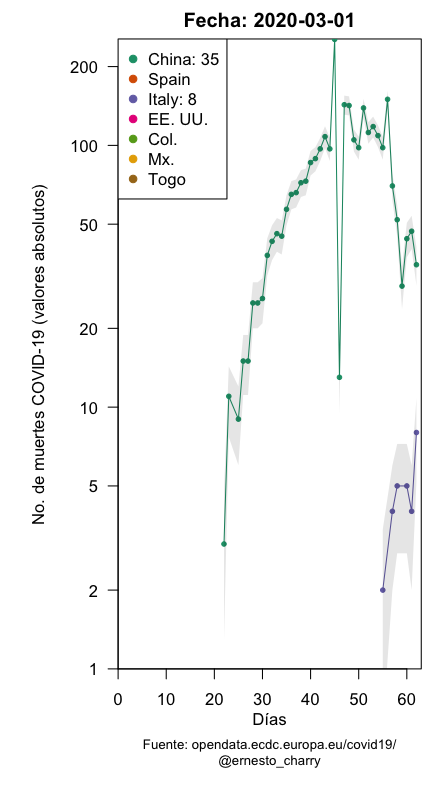 Fecha: 2020-03-01
China: 35
Spain
Italy: 8
EE. UU.
Col.
Mx.
Togo
No. de muertes COVID-19 (valores absolutos)
200
100
50
20
10
5
2
1
0 10 20 30 40 50 60
Días
Fuente: opendata.ecdc.europa.eu/covid19/
@ernesto_charry